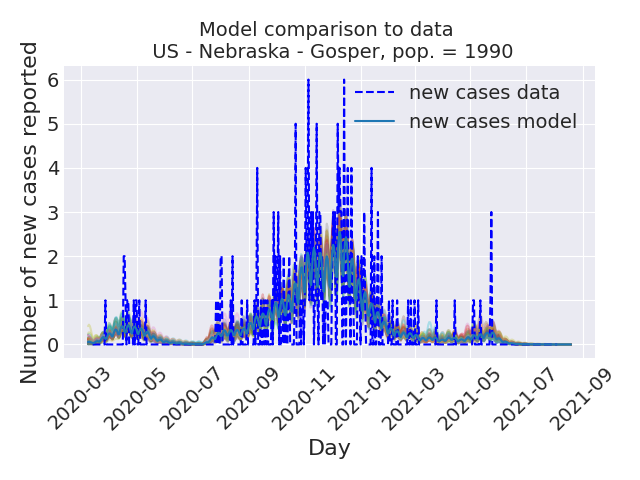 Model comparison to data
US - Nebraska - Gosper, pop. = 1990
Number of new cases reported
6
5
4
3
2
1
0
new cases data
new cases model
2020-03
2020-05
2020-07
2020-09
2020-11
2021-01
2021-03
2021-05
2021-07
2021-09
Day